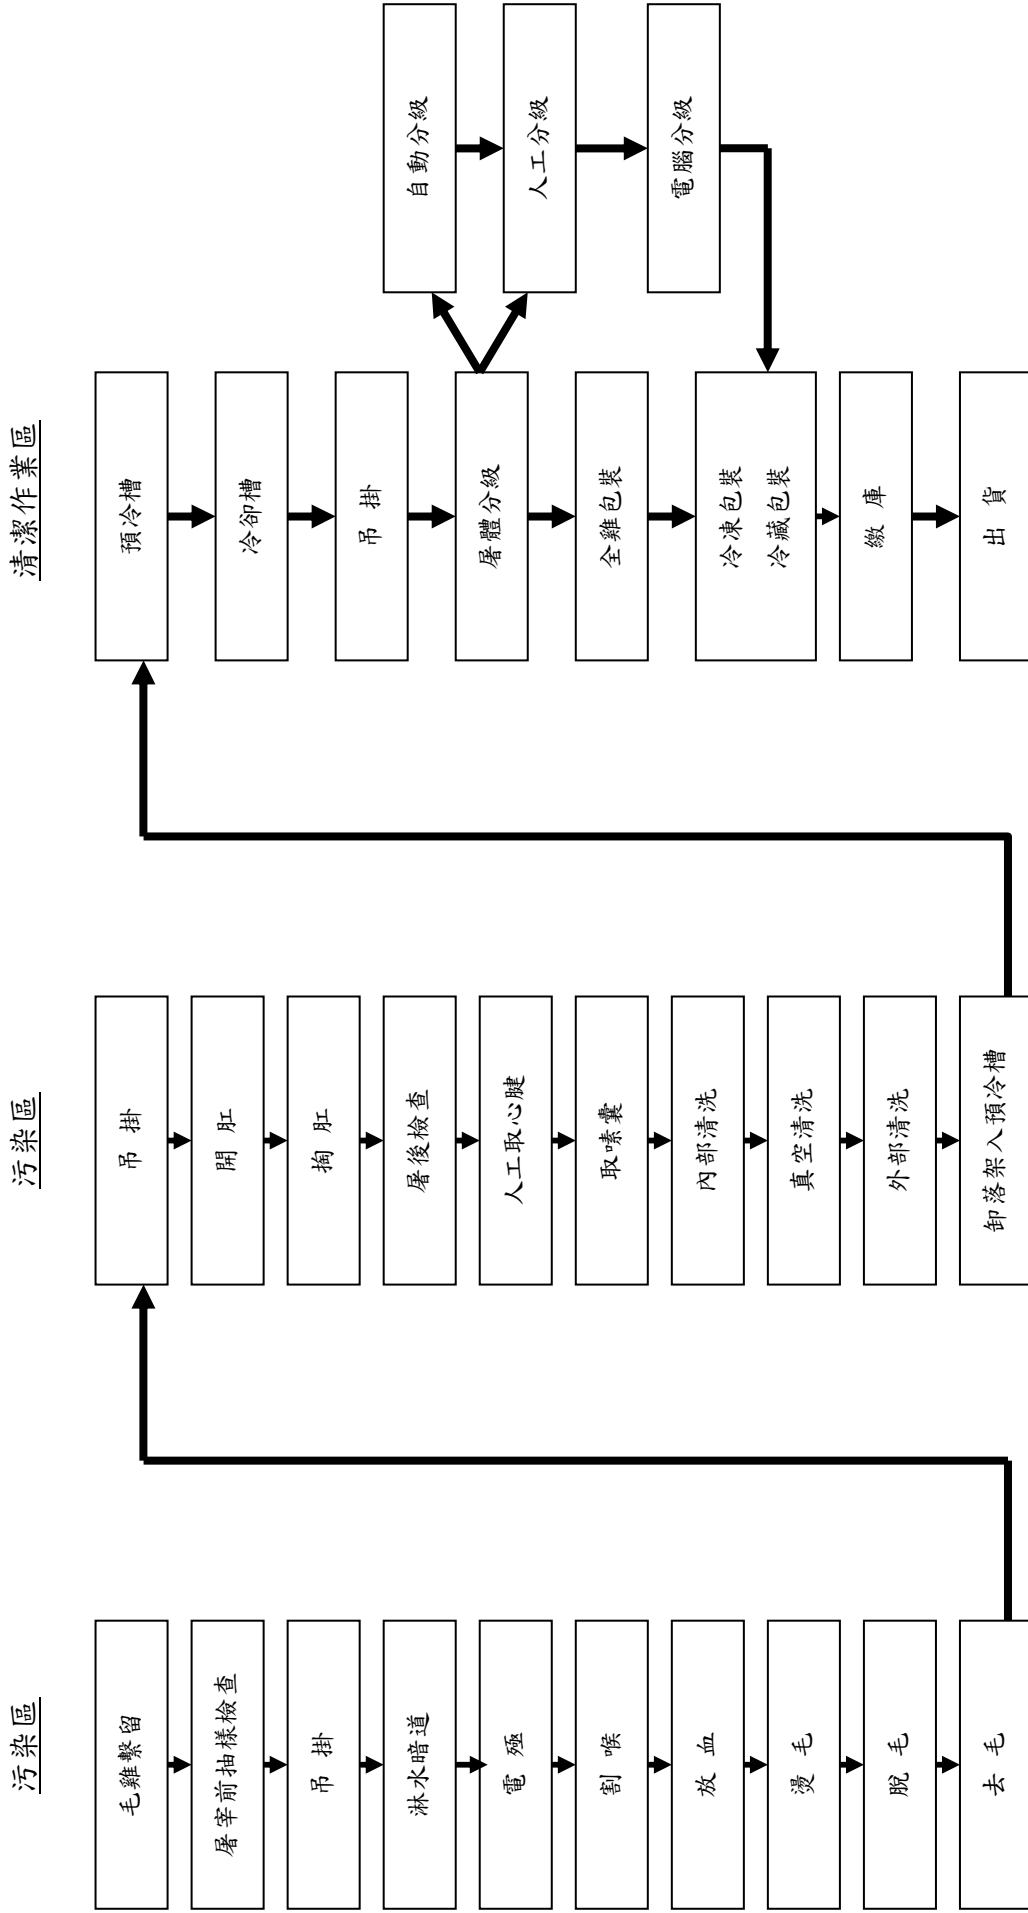 污染區
毛雞繫留
屠宰前抽樣檢查
吊 掛
淋水暗道
電 殛
割 喉
放 血
燙 毛
脫 毛
去 毛
污染區
吊 掛
開 肛
掏 肛
屠後檢查
人工取心腱
取嗉囊
內部清洗
真空清洗
外部清洗
卸落架入預冷槽
清潔作業區
預冷槽
冷卻槽
吊 掛
屠體分級
全雞包裝
冷凍包裝
冷藏包裝
繳 庫
出 貨
自動分級
人工分級
電腦分級